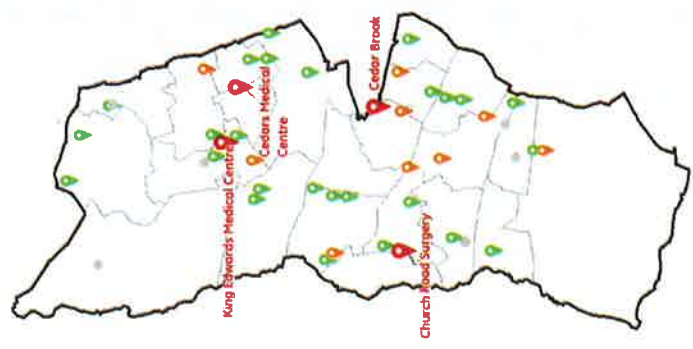 King Edwards Medical Centre
Cedars Medical
Centre
Cedar Brook
Church Road Surgery